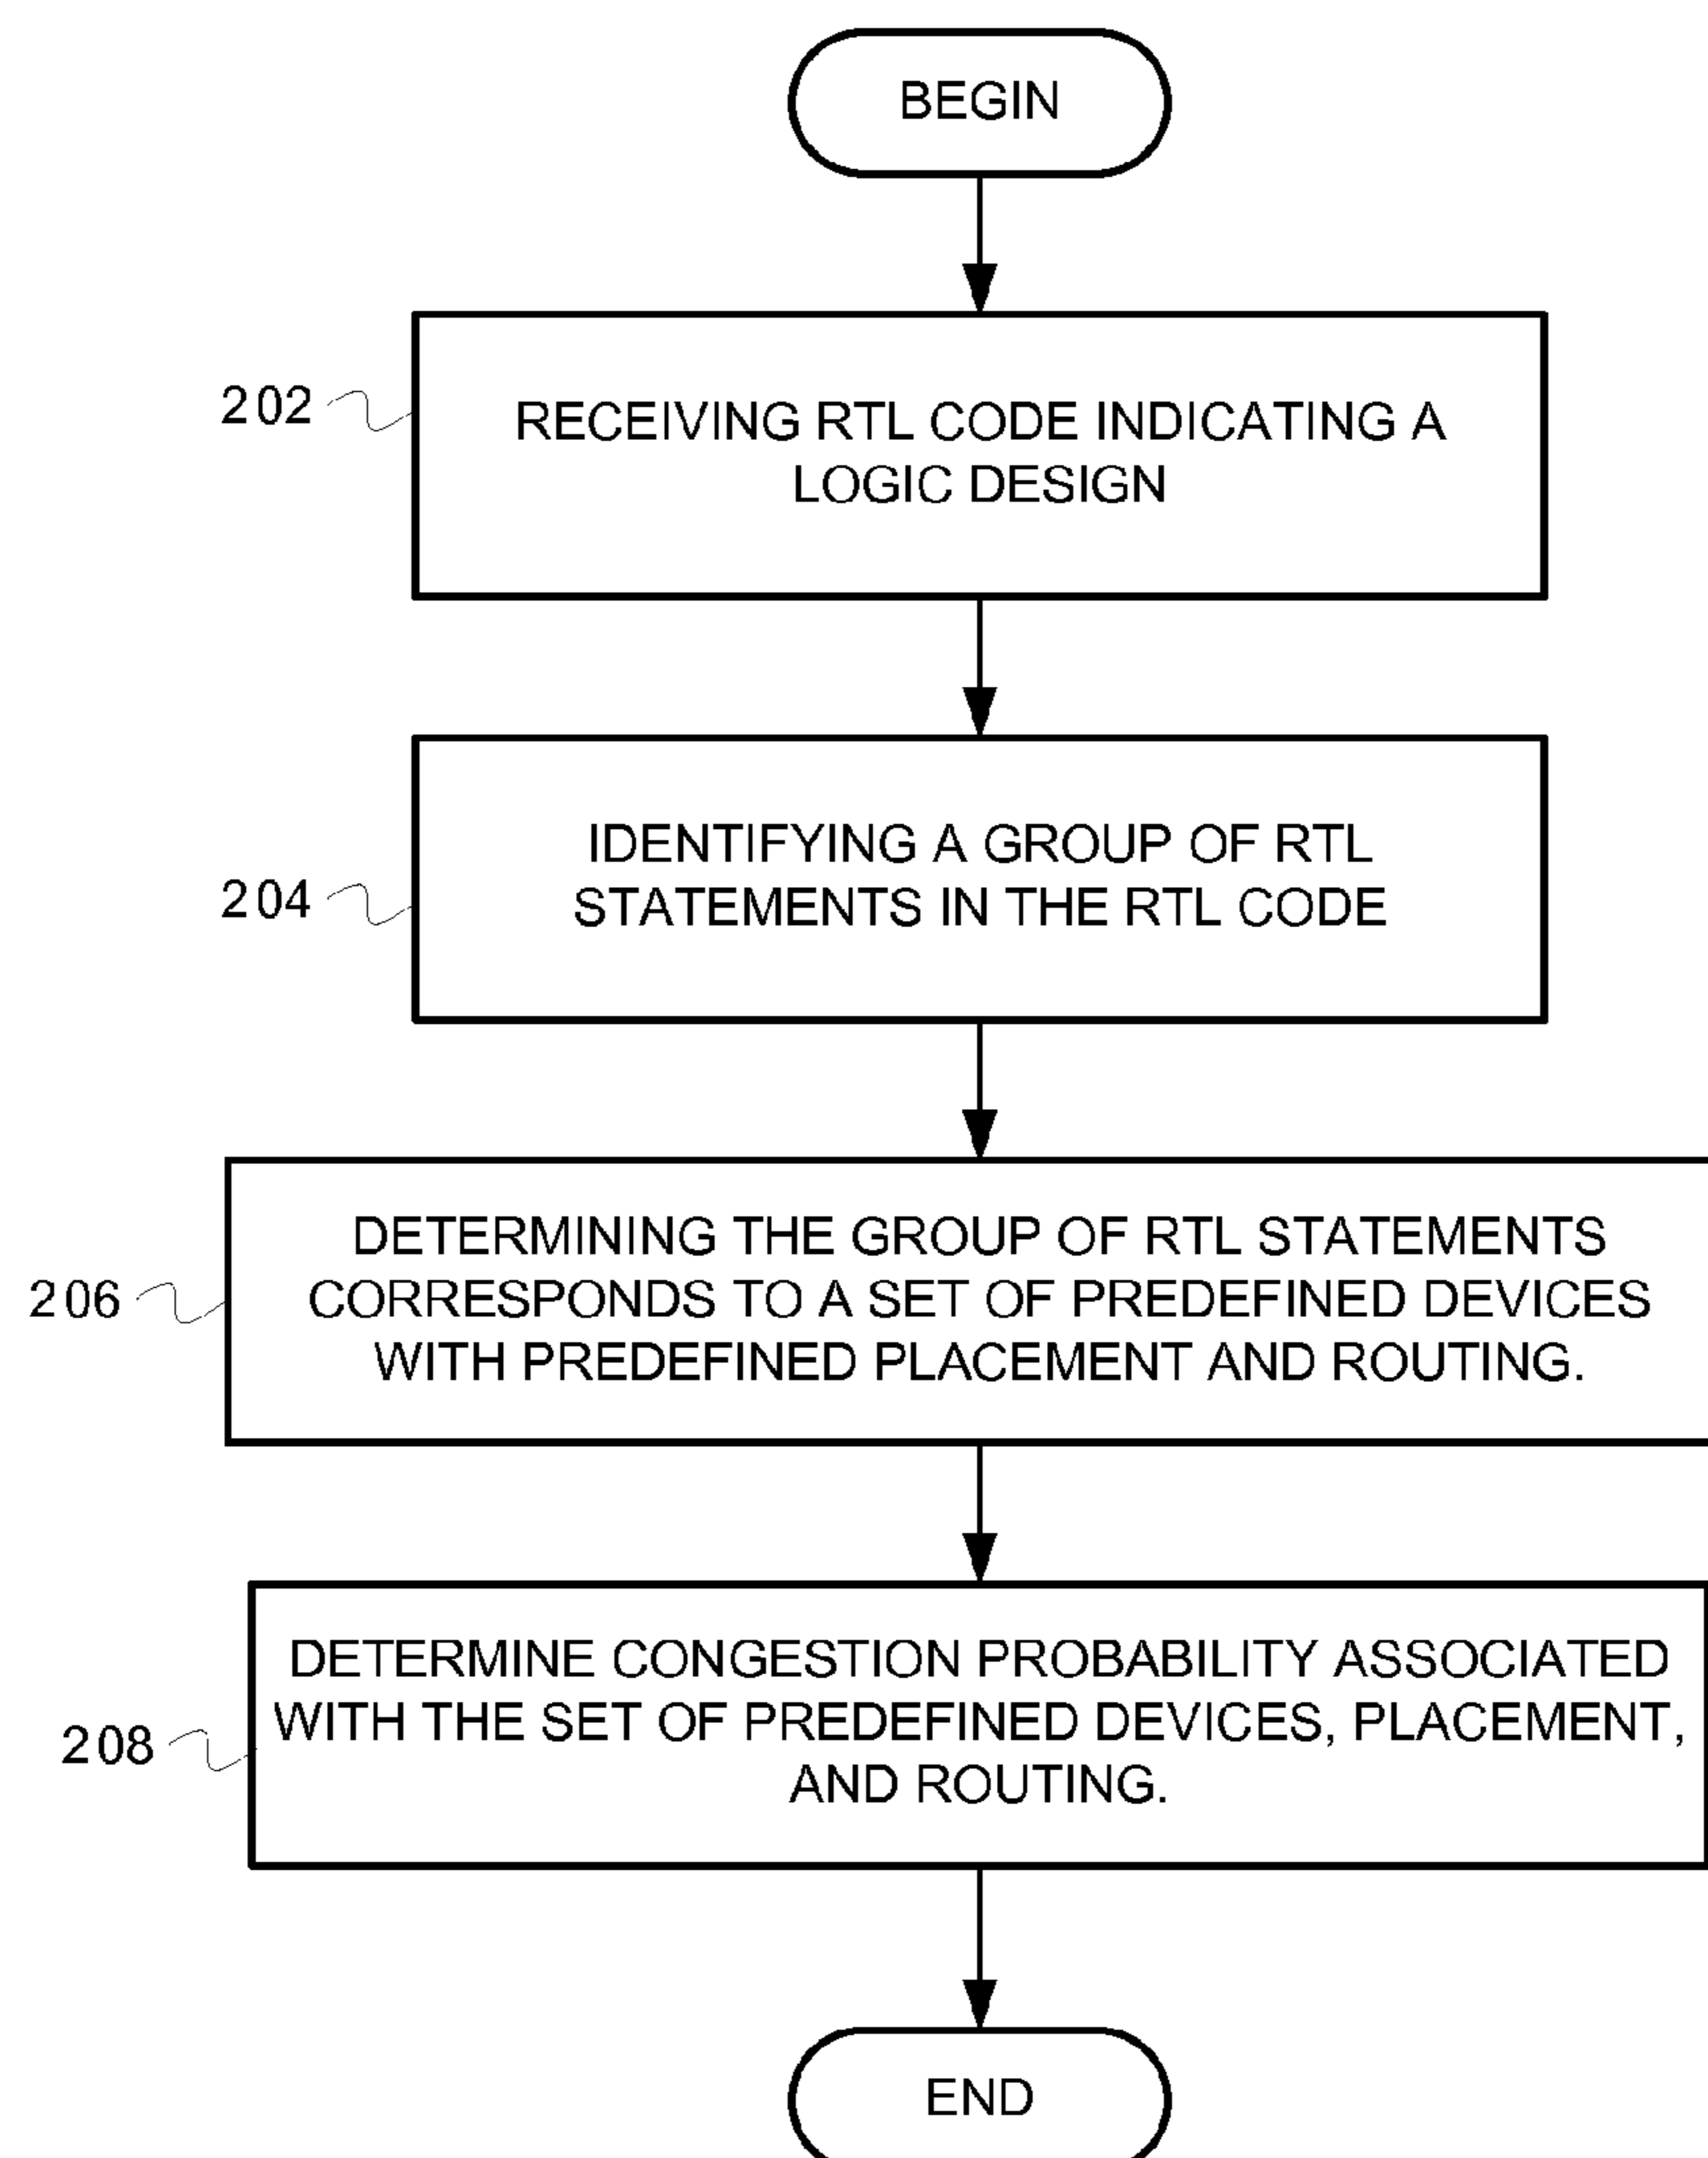 BEGIN
202
RECEIVING RTL CODE INDICATING A
LOGIC DESIGN
204
IDENTIFYING A GROUP OF RTL
STATEMENTS IN THE RTL CODE
206
DETERMINING THE GROUP OF RTL STATEMENTS
CORRESPONDS TO A SET OF PREDEFINED DEVICES
WITH PREDEFINED PLACEMENT AND ROUTING.
208
DETERMINE CONGESTION PROBABILITY ASSOCIATED
WITH THE SET OF PREDEFINED DEVICES, PLACEMENT,
AND ROUTING.
END